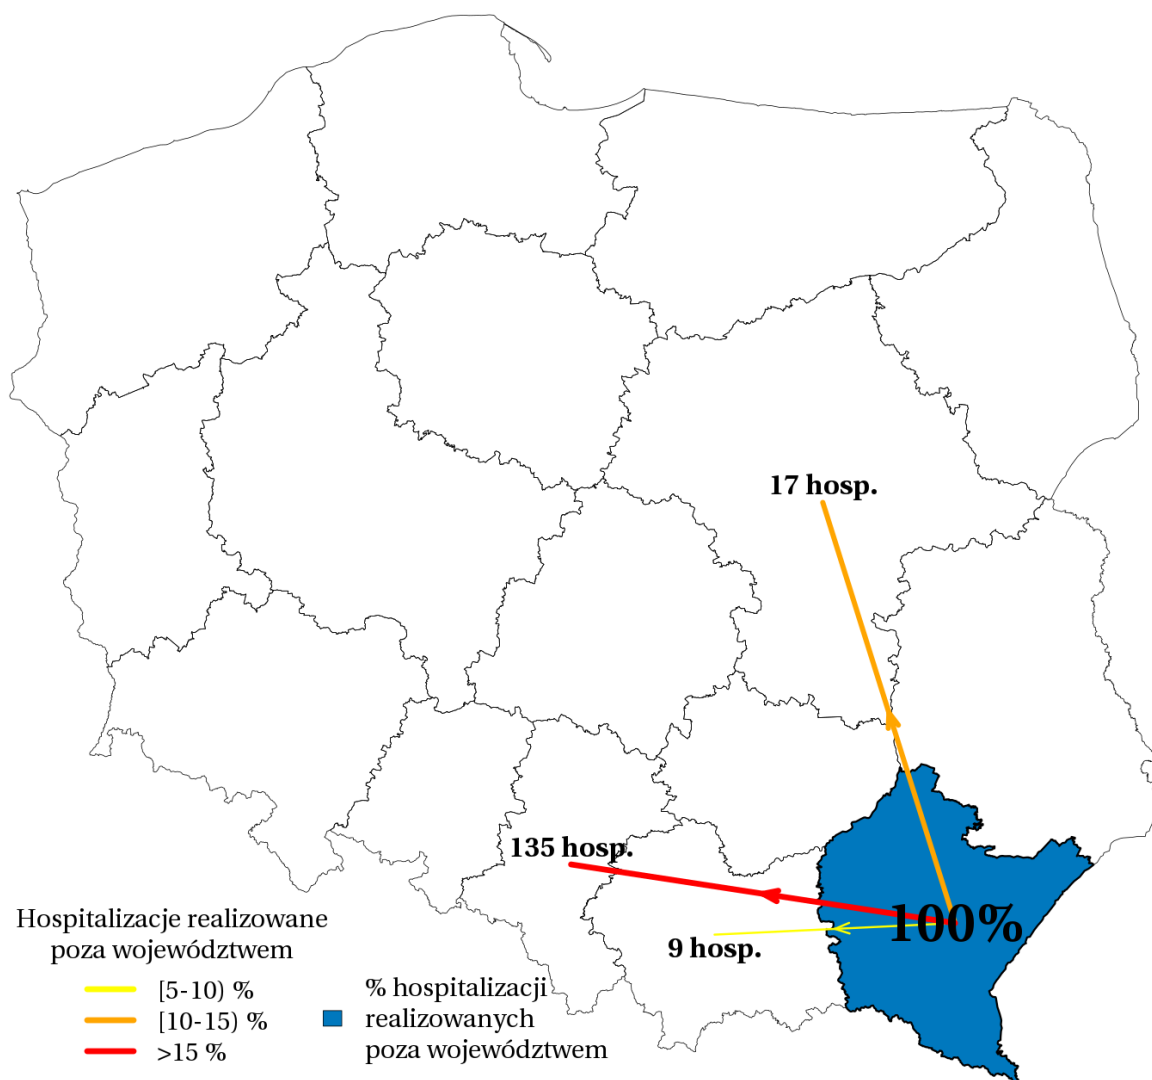 17 hosp.
135 hosp.
100%
9 hosp.
Hospitalizacje realizowane
poza województwem
[5-10) %
[10-15) %
>15 %
% hospitalizacji
realizowanych
poza województwem